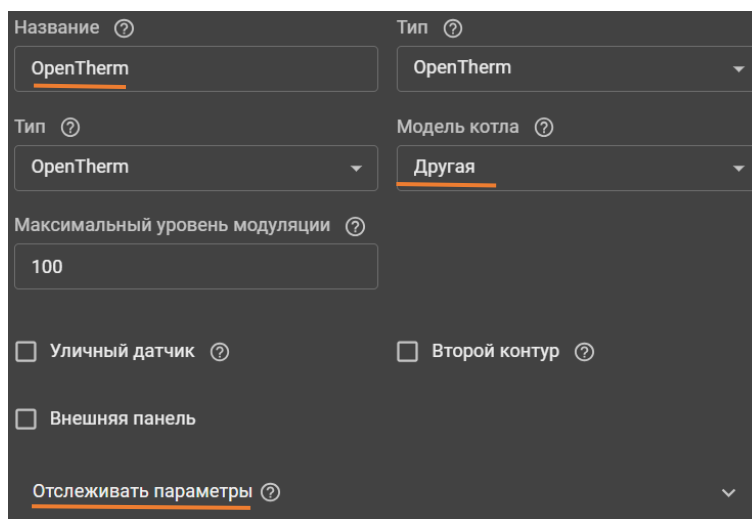 Название ? Тип ?
OpenTherm OpenTherm
Тип ? Модель котла ?
OpenTherm Другая
Максимальный уровень модуляции ?
100
Уличный датчик ? Второй контур ?
Внешняя панель
Отслеживать параметры ?